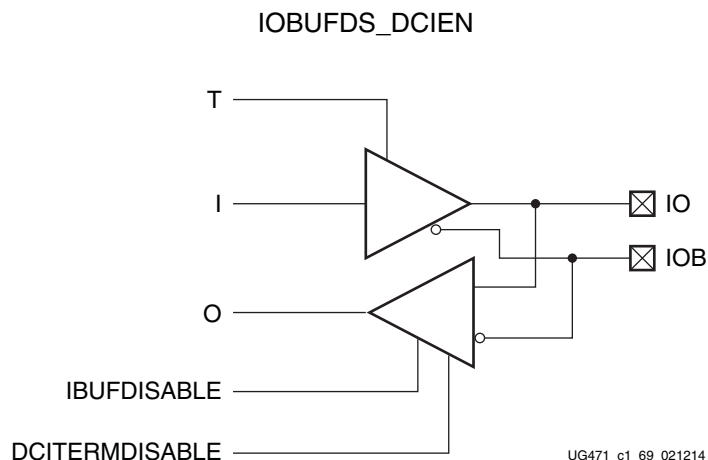 IOBUFDS_DCIEN
T
I
IO
IOB
O
IBUFDISABLE
DCITERMDISABLE
UG471_c1_69_021214